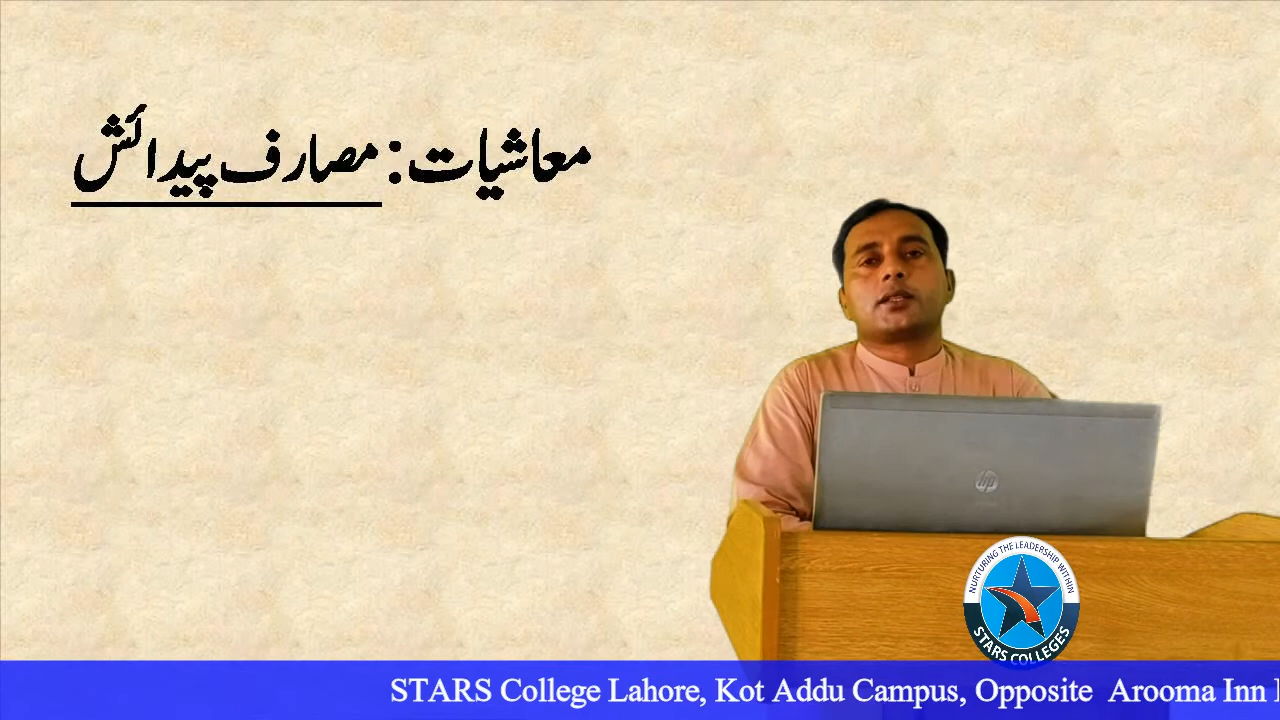 معاشیات: مصارف پیدائش
hp
NURTURING THE LEADERSHIP WITHIN
STARS COLLEGES
STARS College Lahore, Kot Addu Campus, Opposite Arooma Inn